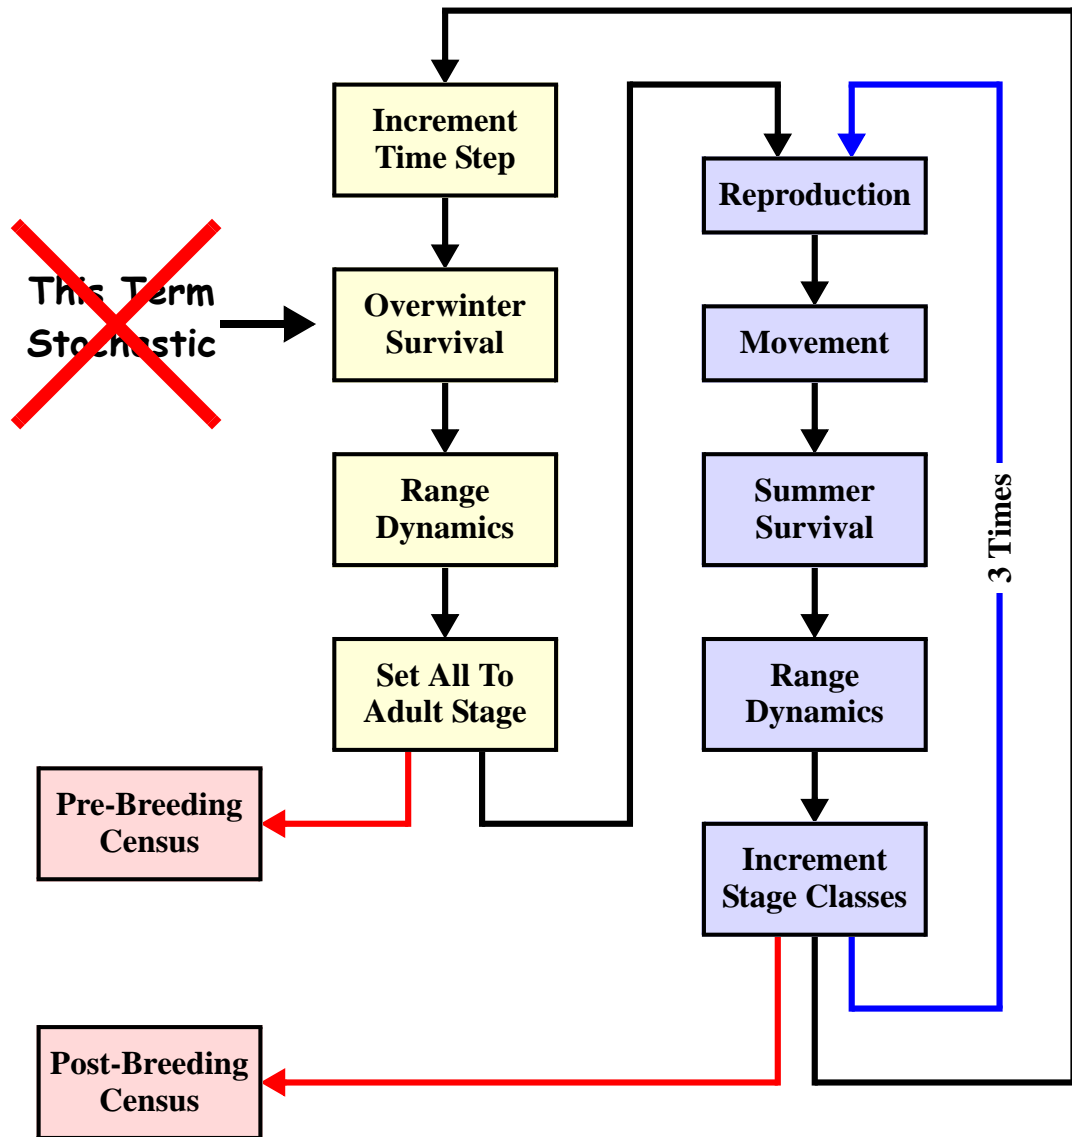 Increment
Time Step
This Term
Stochastic
Overwinter
Survival
Range
Dynamics
Set All To
Adult Stage
Pre-Breeding
Census
Reproduction
Movement
Summer
Survival
Range
Dynamics
Increment
Stage Classes
3 Times
Post-Breeding
Census